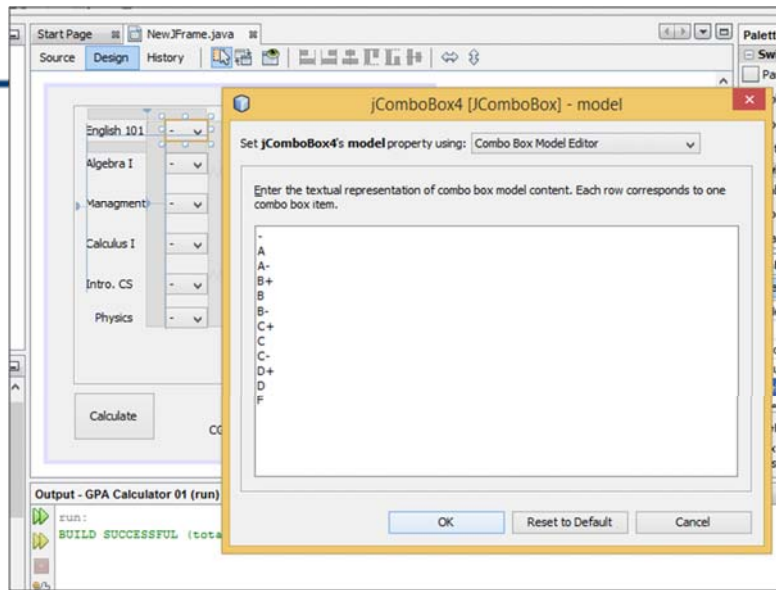 Start Page
NewJFrame.java
Palett
Source Design History
Sw
Pa
jComboBox4 [JComboBox] - model
English 101 -
Set jComboBox4's model property using: Combo Box Model Editor
Algebra I -
Enter the textual representation of combo box model content. Each row corresponds to one
combo box item.
Managment -
Calculus I -
Intro. CS -
Physics -
-
A
A-
B+
B
B-
C+
C
C-
D+
D
F
Calculate
CG
Output - GPA Calculator 01 (run)
run:
BUILD SUCCESSFUL (tota
OK Reset to Default Cancel